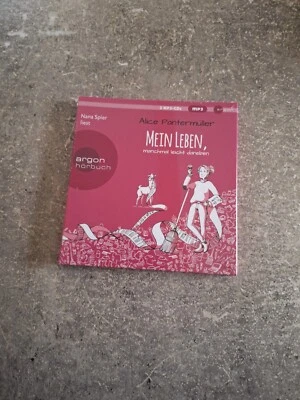 MP3
Nana Spier
liest
Alice Pantermüller
MEIN LEBEN,
manchmal leicht daneben
argon
hörbuch